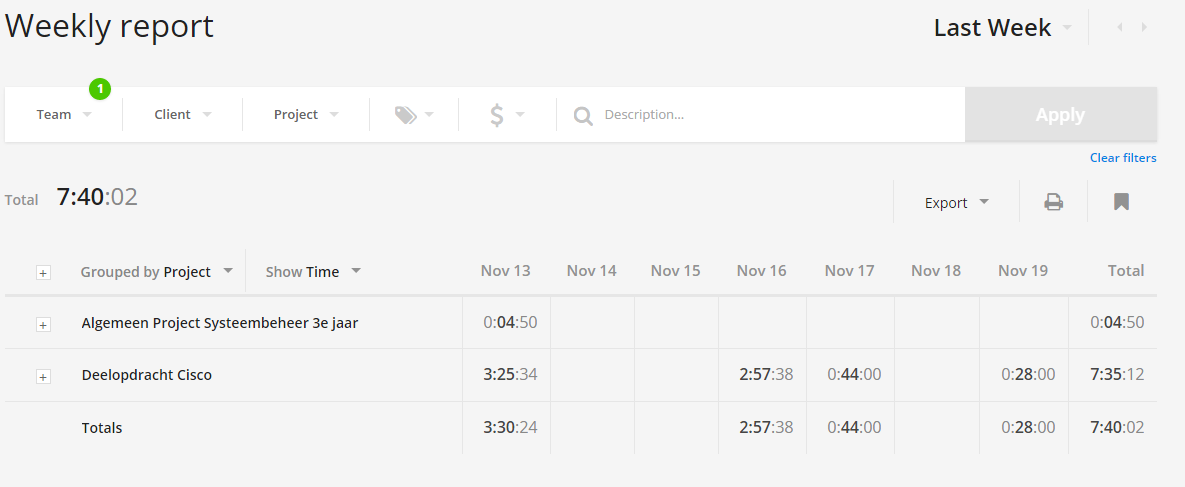 Weekly report
Last Week
1
Team Client Project $ Description...
Apply
Clear filters
Total 7:40:02
Export
+ Grouped by Project Show Time Nov 13 Nov 14 Nov 15 Nov 16 Nov 17 Nov 18 Nov 19 Total
+ Algemeen Project Systeembeheer 3e jaar 0:04:50 0:04:50
+ Deelopdracht Cisco 3:25:34 2:57:38 0:44:00 0:28:00 7:35:12
Totals 3:30:24 2:57:38 0:44:00 0:28:00 7:40:02